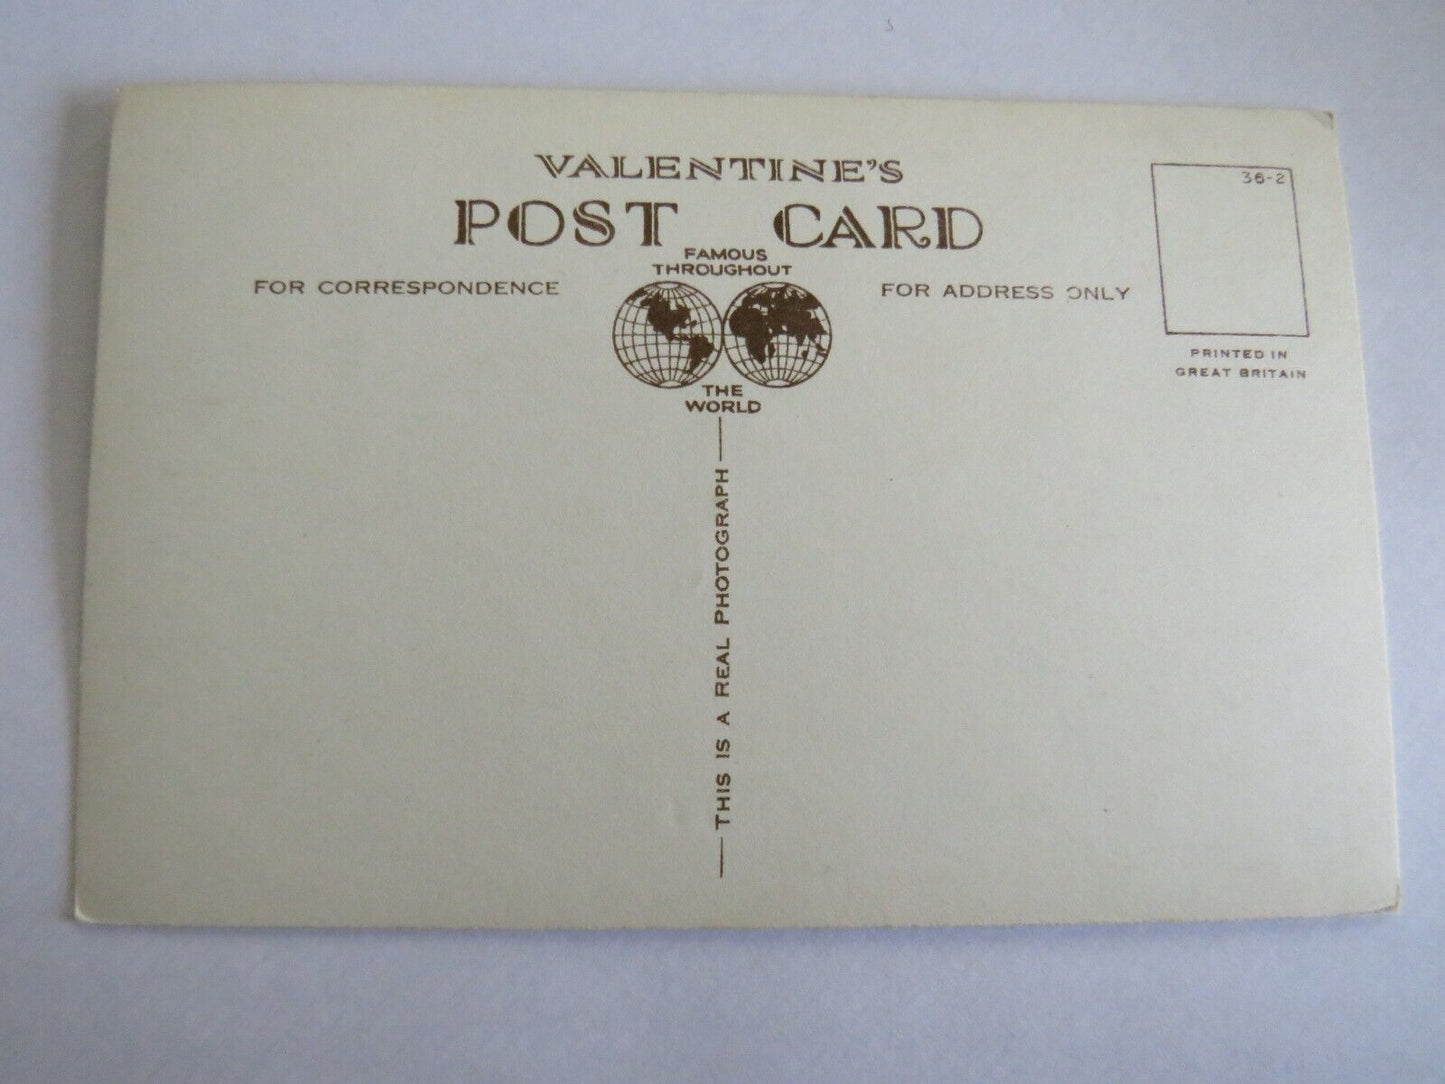 VALENTINE'S
POST CARD
36-2
FAMOUS
THROUGHOUT
FOR CORRESPONDENCE
FOR ADDRESS ONLY
THE
WORLD
PRINTED IN
GREAT BRITAIN
THIS IS A REAL PHOTOGRAPH